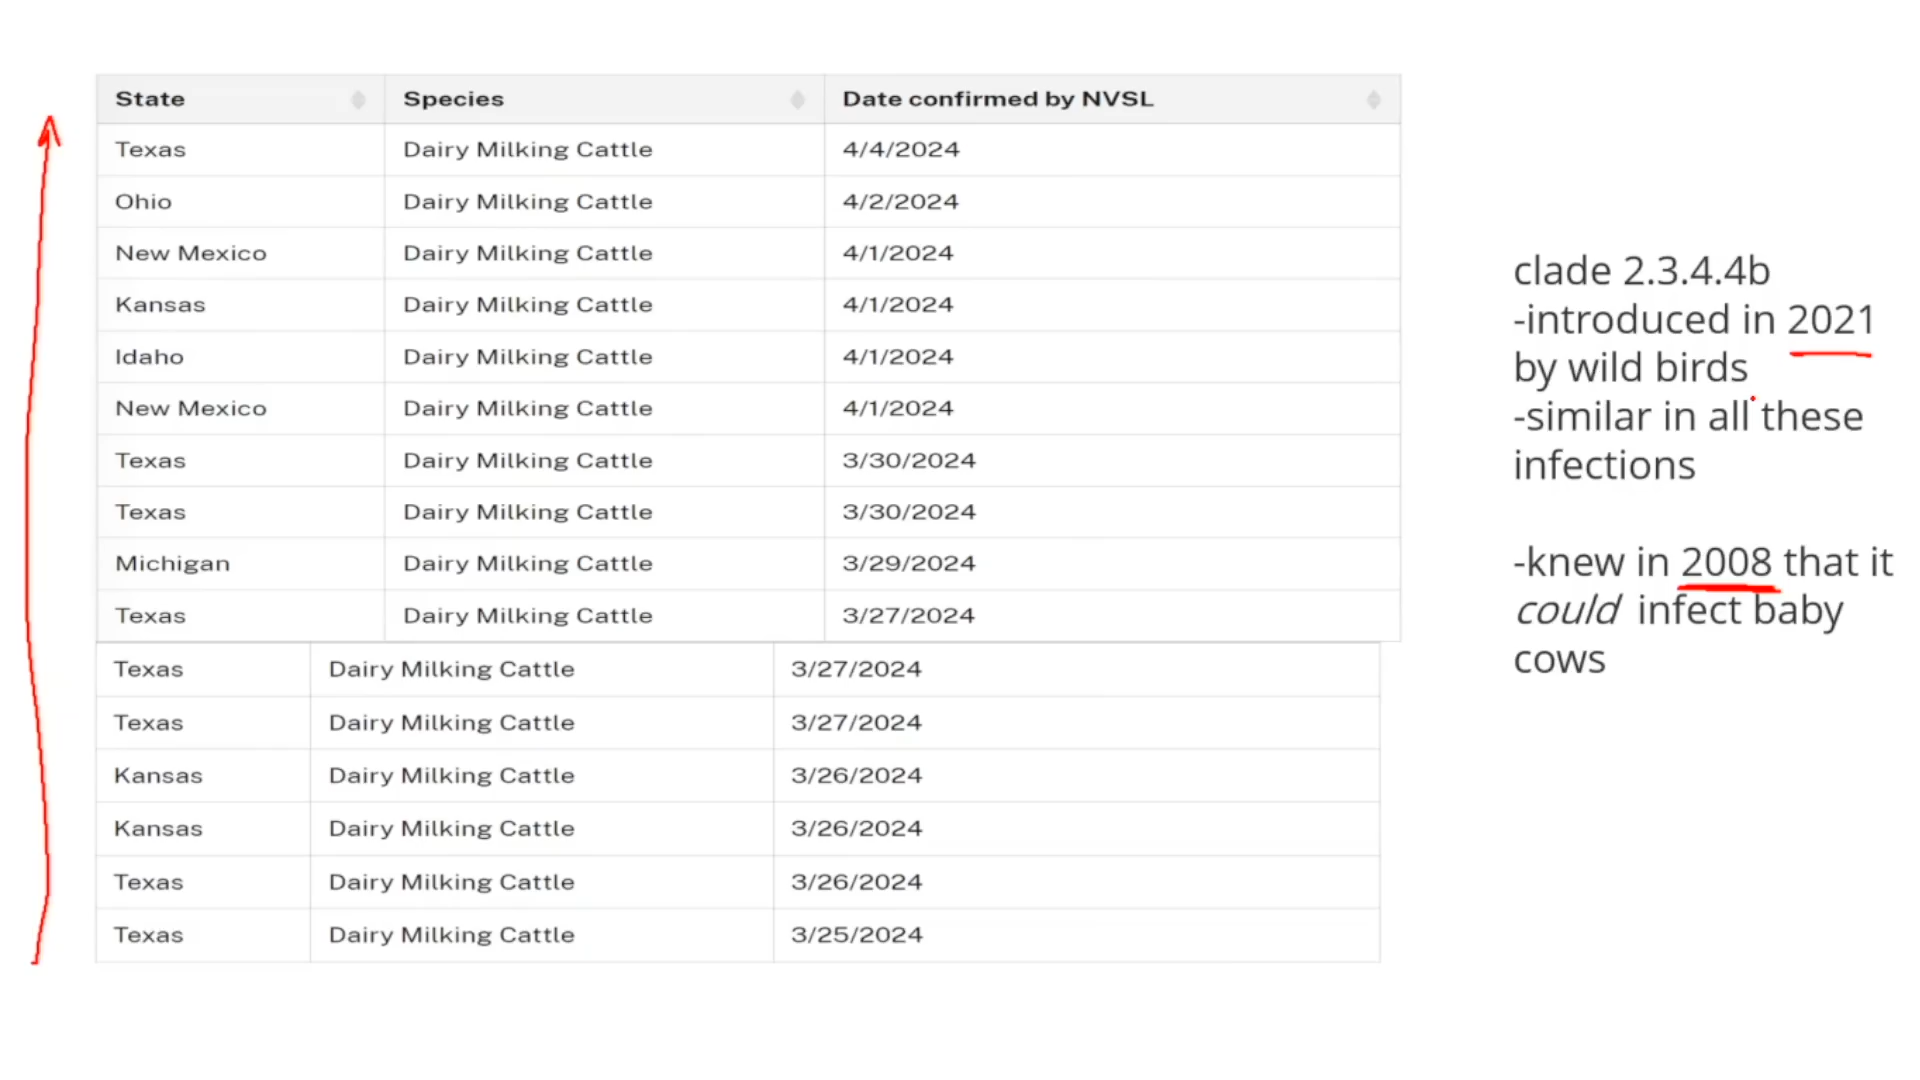 State Species Date confirmed by NVSL
Texas Dairy Milking Cattle 4/4/2024
Ohio Dairy Milking Cattle 4/2/2024
New Mexico Dairy Milking Cattle 4/1/2024
Kansas Dairy Milking Cattle 4/1/2024
Idaho Dairy Milking Cattle 4/1/2024
New Mexico Dairy Milking Cattle 4/1/2024
Texas Dairy Milking Cattle 3/30/2024
Texas Dairy Milking Cattle 3/30/2024
Michigan Dairy Milking Cattle 3/29/2024
Texas Dairy Milking Cattle 3/27/2024
Texas Dairy Milking Cattle 3/27/2024
Texas Dairy Milking Cattle 3/27/2024
Kansas Dairy Milking Cattle 3/26/2024
Kansas Dairy Milking Cattle 3/26/2024
Texas Dairy Milking Cattle 3/26/2024
Texas Dairy Milking Cattle 3/25/2024
clade 2.3.4.4b
-introduced in 2021
by wild birds
-similar in all these
infections
-knew in 2008 that it
could infect baby
cows